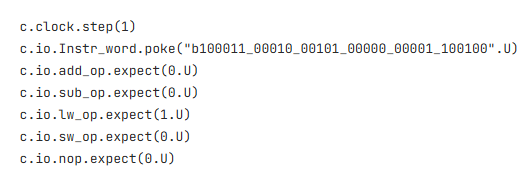 c.clock.step(1)
c.io.Instr_word.poke("b100011_00010_00101_00000_00001_100100".U)
c.io.add_op.expect(0.U)
c.io.sub_op.expect(0.U)
c.io.lw_op.expect(1.U)
c.io.sw_op.expect(0.U)
c.io.nop.expect(0.U)